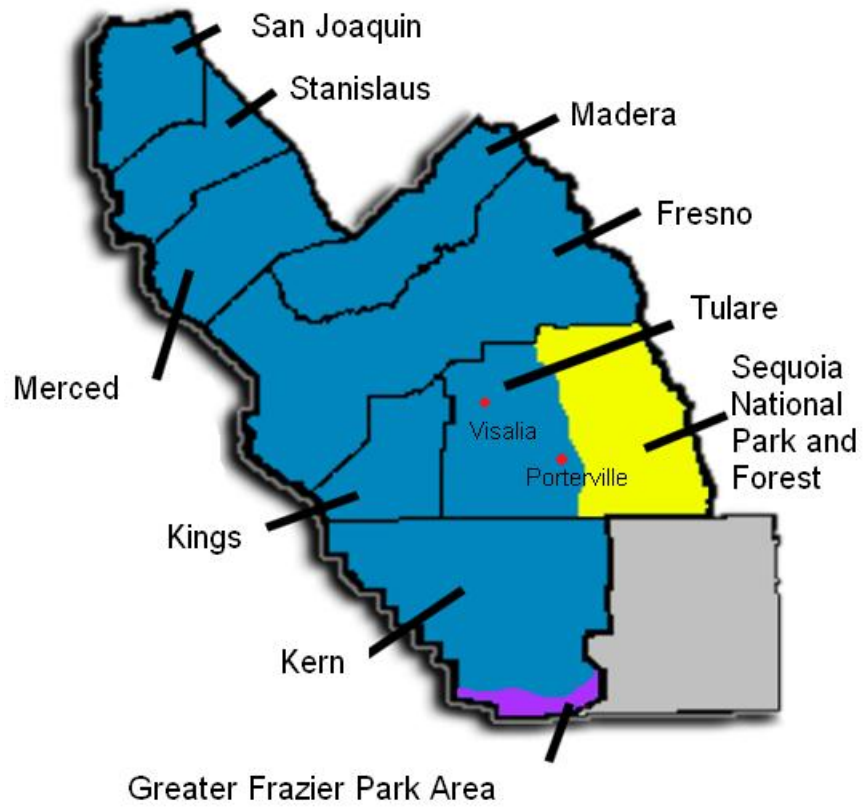 San Joaquin
Stanislaus
Madera
Fresno
Tulare
Sequoia
National
Park and
Forest
Merced
Visalia
Porterville
Kings
Kern
Greater Frazier Park Area